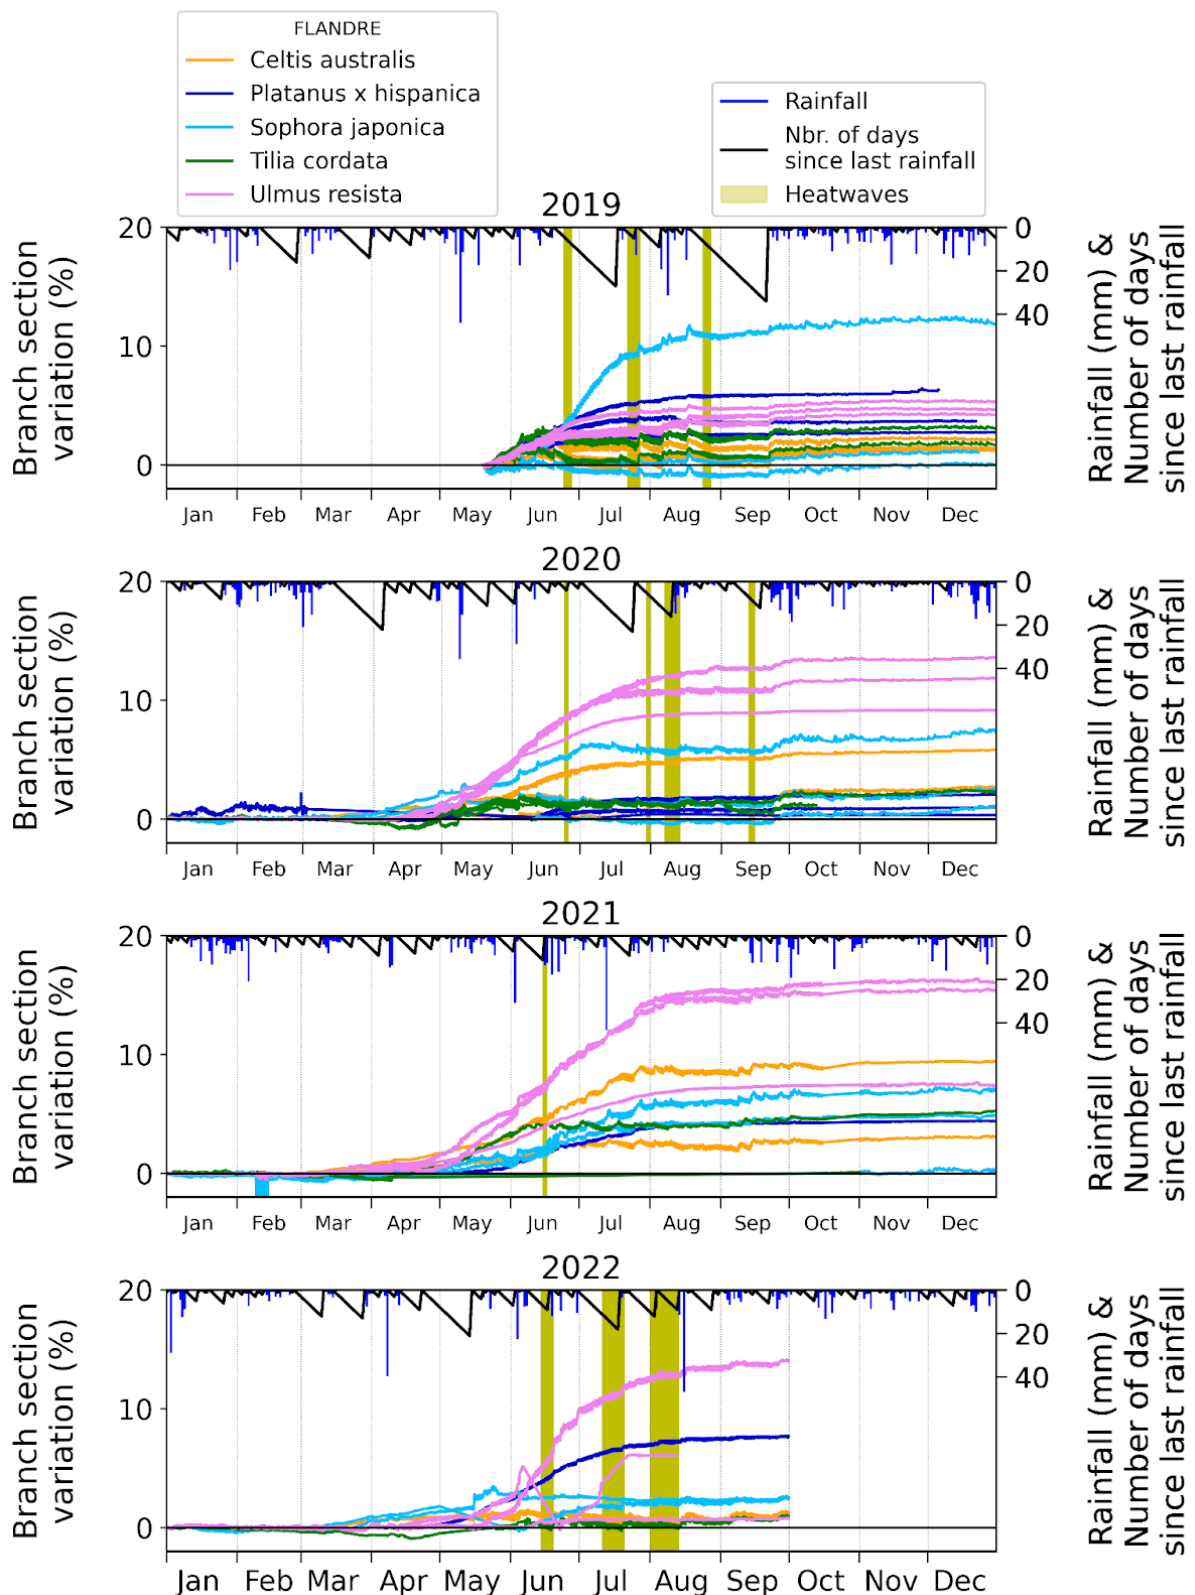 FLANDRE
Celtis australis
Platanus x hispanica
Sophora japonica
Tilia cordata
Ulmus resista
Rainfall
Nbr. of days
since last rainfall
Heatwaves
2019
Branch section
variation (%)
20
10
0
0
20
40
Rainfall (mm) &
Number of days
since last rainfall
Jan Feb Mar Apr May Jun Jul Aug Sep Oct Nov Dec
2020
Branch section
variation (%)
20
10
0
0
20
40
Rainfall (mm) &
Number of days
since last rainfall
Jan Feb Mar Apr May Jun Jul Aug Sep Oct Nov Dec
2021
Branch section
variation (%)
20
10
0
0
20
40
Rainfall (mm) &
Number of days
since last rainfall
Jan Feb Mar Apr May Jun Jul Aug Sep Oct Nov Dec
2022
Branch section
variation (%)
20
10
0
0
20
40
Rainfall (mm) &
Number of days
since last rainfall
Jan Feb Mar Apr May Jun Jul Aug Sep Oct Nov Dec